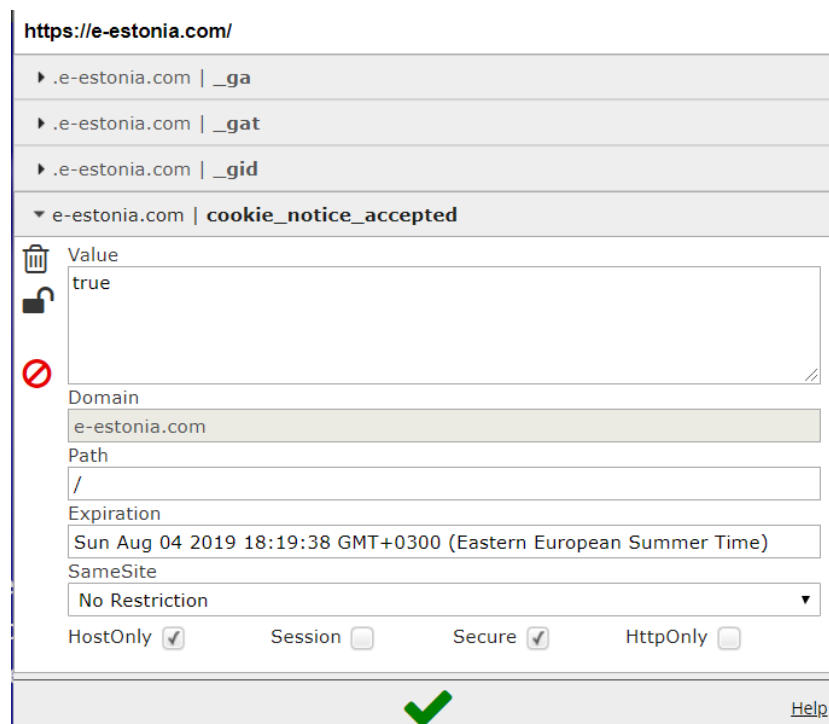 https://e-estonia.com/
.e-estonia.com | _ga
.e-estonia.com | _gat
.e-estonia.com | _gid
e-estonia.com | cookie_notice_accepted
Value
true
Domain
e-estonia.com
Path
/
Expiration
Sun Aug 04 2019 18:19:38 GMT+0300 (Eastern European Summer Time)
SameSite
No Restriction
HostOnly Session Secure HttpOnly
Help